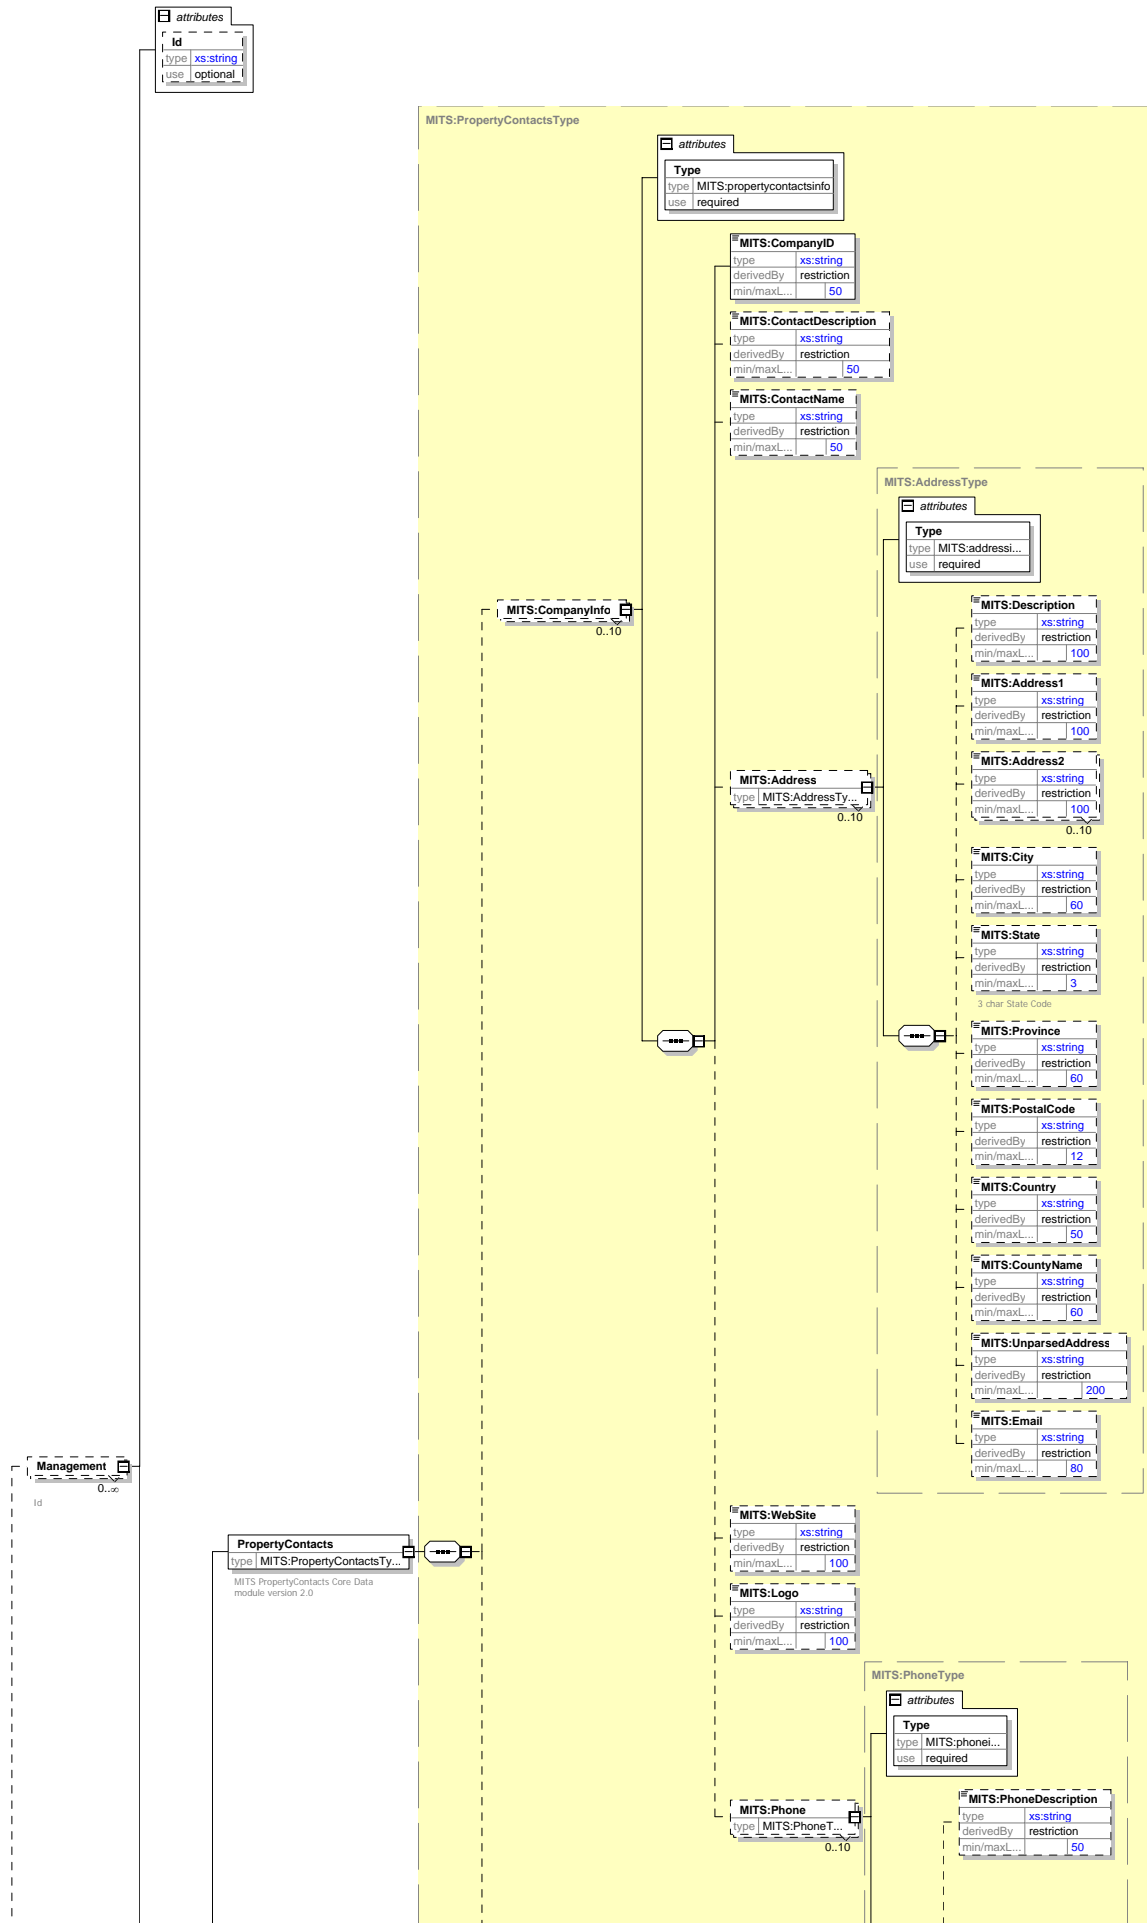 attributes
Id
type xs:string
use optional
MITS:PropertyContactsType
attributes
Type
type MITS:propertycontactsinfo
use required
MITS:CompanyID
type xs:string
derivedBy restriction
min/maxL... 50
MITS:ContactDescription
type xs:string
derivedBy restriction
min/maxL... 50
MITS:ContactName
type xs:string
derivedBy restriction
min/maxL... 50
MITS:AddressType
attributes
Type
type MITS:addressi...
use required
MITS:CompanyInfo
0..10
MITS:Description
type xs:string
derivedBy restriction
min/maxL... 100
MITS:Address1
type xs:string
derivedBy restriction
min/maxL... 100
MITS:Address2
type xs:string
derivedBy restriction
min/maxL... 100
0..10
MITS:Address
type MITS:AddressTy...
0..10
MITS:City
type xs:string
derivedBy restriction
min/maxL... 60
MITS:State
type xs:string
derivedBy restriction
min/maxL... 3
3 char State Code
MITS:Province
type xs:string
derivedBy restriction
min/maxL... 60
MITS:PostalCode
type xs:string
derivedBy restriction
min/maxL... 12
MITS:Country
type xs:string
derivedBy restriction
min/maxL... 50
MITS:CountyName
type xs:string
derivedBy restriction
min/maxL... 60
MITS:UnparsedAddress
type xs:string
derivedBy restriction
min/maxL... 200
MITS:Email
type xs:string
derivedBy restriction
min/maxL... 80
Management
0..∞
Id
MITS:WebSite
type xs:string
derivedBy restriction
min/maxL... 100
PropertyContacts
type MITS:PropertyContactsTy...
MITS PropertyContacts Core Data
module version 2.0
MITS:Logo
type xs:string
derivedBy restriction
min/maxL... 100
MITS:PhoneType
attributes
Type
type MITS:phonei...
use required
MITS:Phone
type MITS:PhoneT...
0..10
MITS:PhoneDescription
type xs:string
derivedBy restriction
min/maxL... 50